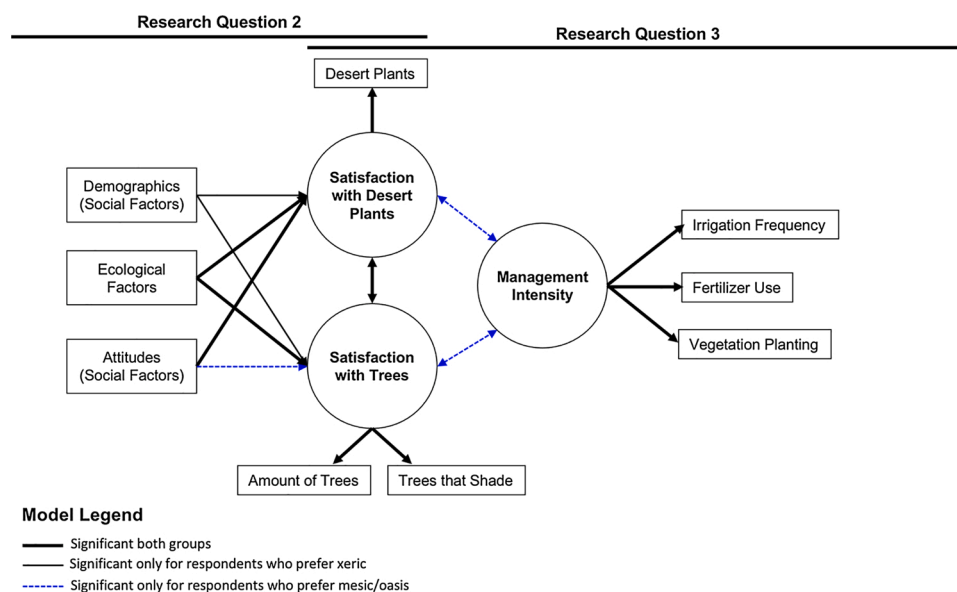 Research Question 2
Research Question 3
Desert Plants
Demographics
(Social Factors)
Satisfaction
with Desert
Plants
Ecological
Factors
Management
Intensity
Irrigation Frequency
Fertilizer Use
Vegetation Planting
Attitudes
(Social Factors)
Satisfaction
with Trees
Amount of Trees
Trees that Shade
Model Legend
Significant both groups
Significant only for respondents who prefer xeric
Significant only for respondents who prefer mesic/oasis